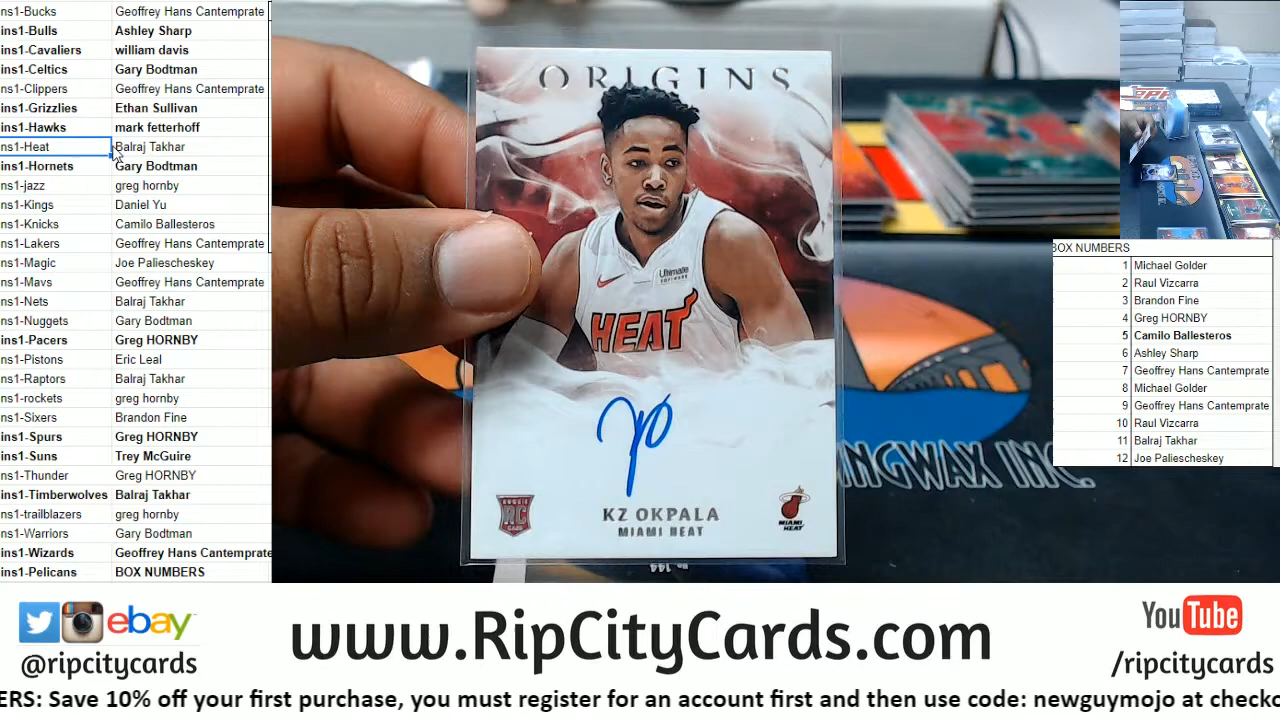 ns1-Bucks Geoffrey Hans Cantemprate
ins1-Bulls Ashley Sharp
ins1-Cavaliers william davis
ins1-Celtics Gary Bodtman
ns1-Clippers Geoffrey Hans Cantemprate
ins1-Grizzlies Ethan Sullivan
ins1-Hawks mark fetterhoff
ns1-Heat Balraj Takhar
ins1-Hornets Gary Bodtman
ns1-jazz greg hornby
ns1-Kings Daniel Yu
ns1-Knicks Camilo Ballesteros
ns1-Lakers Geoffrey Hans Cantemprate
ns1-Magic Joe Paliescheskey
ns1-Mavs Geoffrey Hans Cantemprate
ns1-Nets Balraj Takhar
ns1-Nuggets Gary Bodtman
ins1-Pacers Greg HORNBY
ns1-Pistons Eric Leal
ns1-Raptors Balraj Takhar
ns1-rockets greg hornby
ns1-Sixers Brandon Fine
ins1-Spurs Greg HORNBY
ins1-Suns Trey McGuire
ns1-Thunder Greg HORNBY
ins1-Timberwolves Balraj Takhar
ns1-trailblazers greg hornby
ns1-Warriors Gary Bodtman
ins1-Wizards Geoffrey Hans Cantemprate
ins1-Pelicans BOX NUMBERS
ORIGINS
Ultimate
SOFTWARE
HEAT
ROOKIE
RC
CARD
KZ OKPALA
MIAMI HEAT
MIAMI
HEAT
NGWAX INC.
TOPPS
BOX NUMBERS
1 Michael Golder
2 Raul Vizcarra
3 Brandon Fine
4 Greg HORNBY
5 Camilo Ballesteros
6 Ashley Sharp
7 Geoffrey Hans Cantemprate
8 Michael Golder
9 Geoffrey Hans Cantemprate
10 Raul Vizcarra
11 Balraj Takhar
12 Joe Paliescheskey
ebay
@ripcitycards
www.RipCityCards.com
YouTube
/ripcitycards
ERS: Save 10% off your first purchase, you must register for an account first and then use code: newguymojo at checko